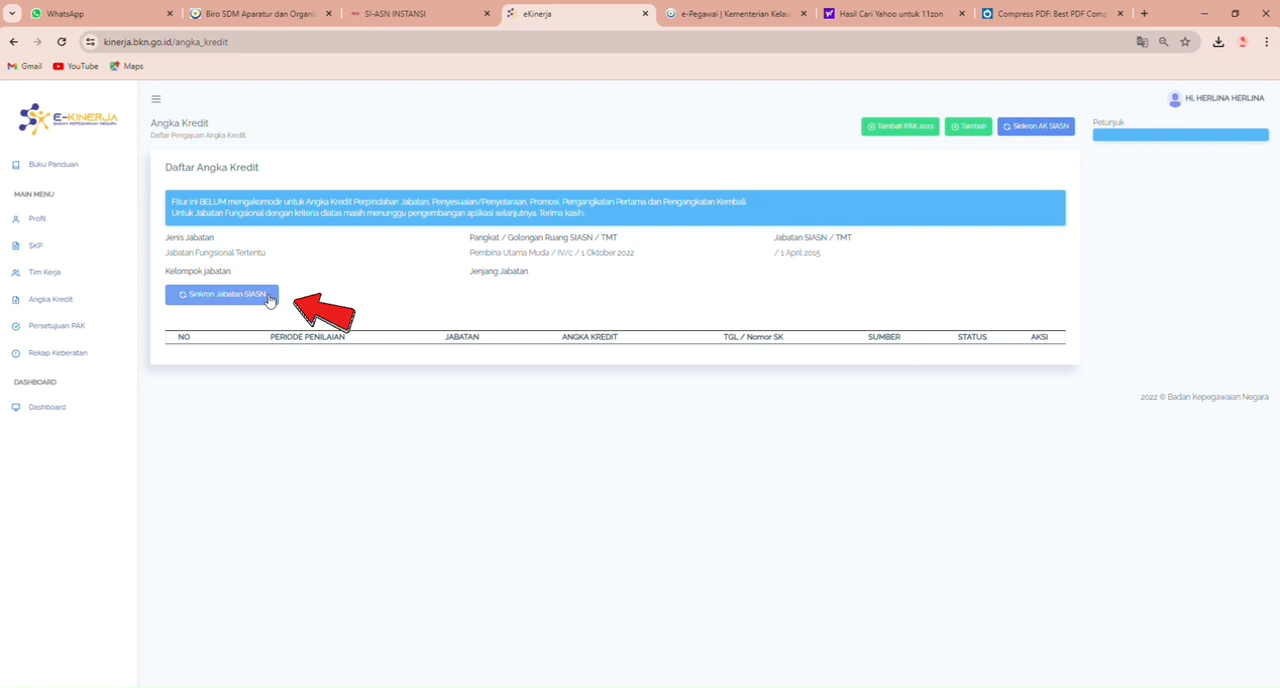 WhatsApp
Biro SDM Aparatur dan Organis
SI-ASN INSTANSI
eKinerja
e-Pegawai | Kementerian Kelau
Hasil Cari Yahoo untuk 11zon
Compress PDF: Best PDF Comp
kinerja.bkn.go.id/angka_kredit
Gmail
YouTube
Maps
E-KINERJA
BADAN KEPEGAWAIAN NEGARA
HI, HERLINA HERLINA
Angka Kredit
Daftar Pengajuan Angka Kredit
Tambah PAK 2022
Tambah
Sinkron AK SIASN
Petunjuk
Buku Panduan
MAIN MENU
Profil
SKP
Tim Kerja
Angka Kredit
Persetujuan PAK
Rekap Keberatan
DASHBOARD
Dashboard
Daftar Angka Kredit
Fitur ini BELUM mengakomodir untuk Angka Kredit Perpindahan Jabatan, Penyesuaian/Penyetaraan, Promosi, Pengangkatan Pertama dan Pengangkatan Kembali.
Untuk Jabatan Fungsional dengan kriteria diatas masih menunggu pengembangan aplikasi selanjutnya. Terima kasih.
Jenis Jabatan
Pangkat / Golongan Ruang SIASN / TMT
Jabatan SIASN / TMT
Jabatan Fungsional Tertentu
Pembina Utama Muda / IV/c / 1 Oktober 2022
/ 1 April 2015
Kelompok jabatan
Jenjang Jabatan
Sinkron Jabatan SIASN
NO PERIODE PENILAIAN JABATAN ANGKA KREDIT TGL / Nomor SK SUMBER STATUS AKSI
2022 © Badan Kepegawaian Negara